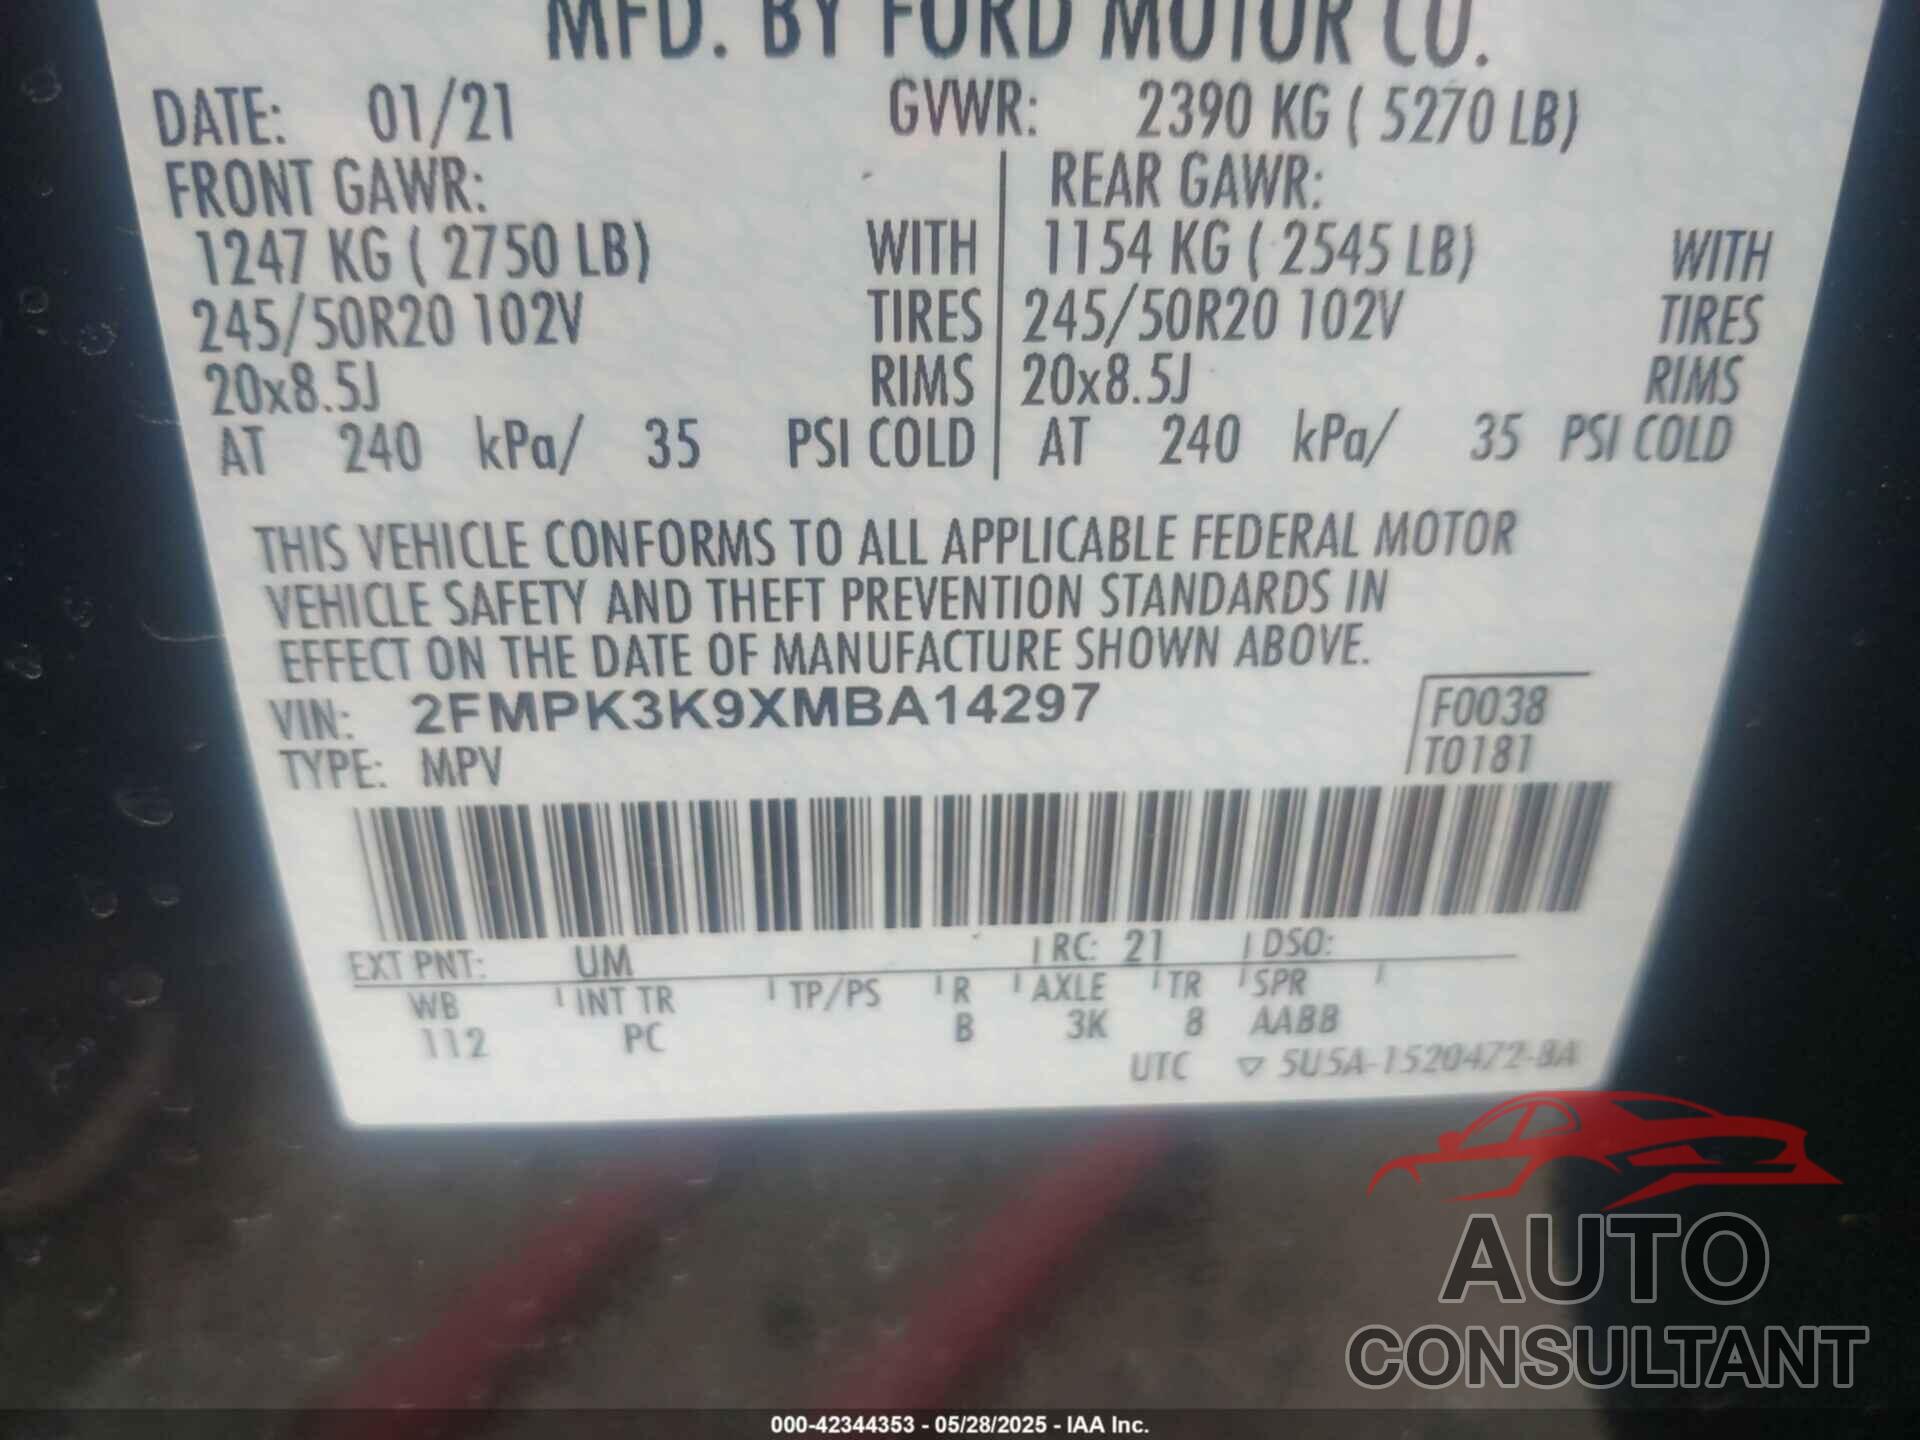 MFD. BY FORD MOTOR CO.
DATE: 01/21 GVWR: 2390 KG ( 5270 LB)
FRONT GAWR: REAR GAWR:
1247 KG ( 2750 LB) WITH 1154 KG ( 2545 LB) WITH
245/50R20 102V TIRES 245/50R20 102V TIRES
20x8.5J RIMS 20x8.5J RIMS
AT 240 kPa/ 35 PSI COLD AT 240 kPa/ 35 PSI COLD
THIS VEHICLE CONFORMS TO ALL APPLICABLE FEDERAL MOTOR
VEHICLE SAFETY AND THEFT PREVENTION STANDARDS IN
EFFECT ON THE DATE OF MANUFACTURE SHOWN ABOVE.
VIN: 2FMPK3K9XMBA14297 F0038
TYPE: MPV T0181
EXT PNT: UM RC: 21 DSO:
WB INT TR TP/PS R AXLE TR SPR
112 PC B 3K 8 AABB
UTC ▽ 5U5A-1520472-BA
AUTO
CONSULTANT
000-42344353 - 05/28/2025 - IAA Inc.